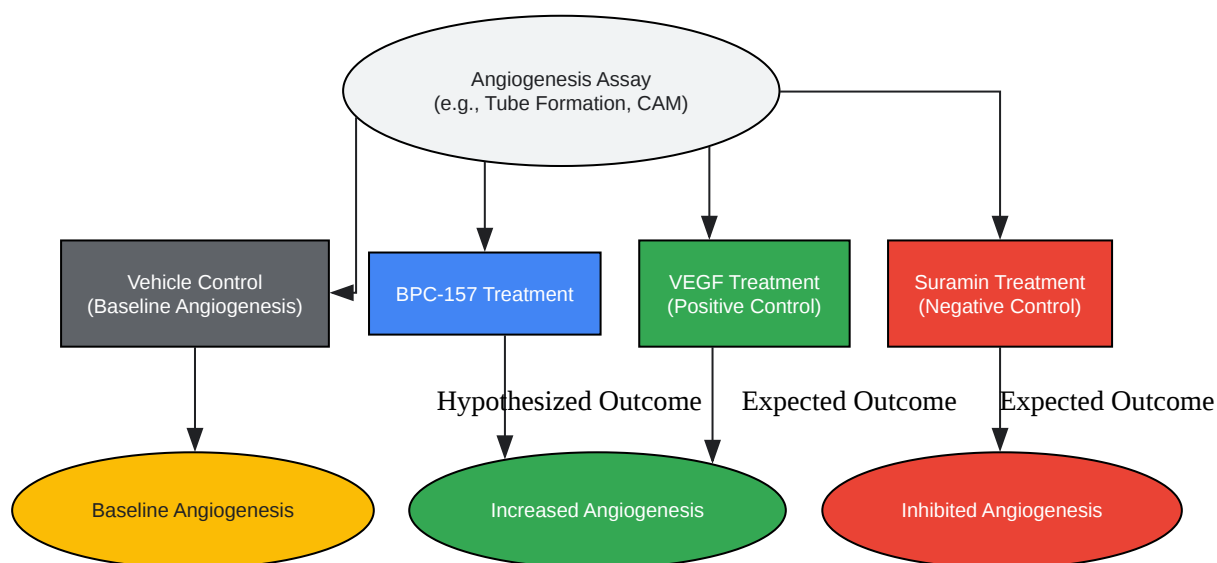 Angiogenesis Assay
(e.g., Tube Formation, CAM)
Vehicle Control
(Baseline Angiogenesis)
BPC-157 Treatment
VEGF Treatment
(Positive Control)
Suramin Treatment
(Negative Control)
Hypothesized Outcome
Expected Outcome
Expected Outcome
Baseline Angiogenesis
Increased Angiogenesis
Inhibited Angiogenesis